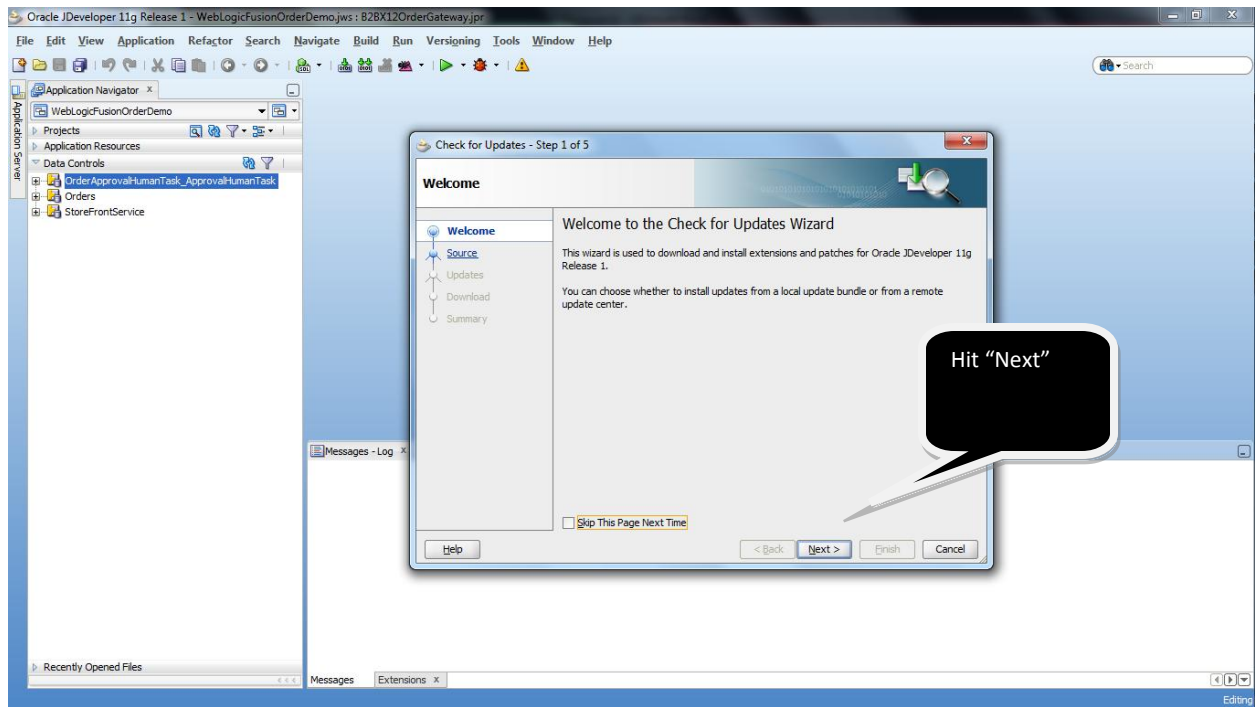 Oracle JDeveloper 11g Release 1 - WebLogicFusionOrderDemo.jws : B2BX12OrderGateway.jpr
File Edit View Application Refactor Search Navigate Build Run Versioning Tools Window Help
Search
Application Navigator x
Application Server
WebLogicFusionOrderDemo
Projects
Application Resources
Data Controls
OrderApprovalHumanTask_ApprovalHumanTask
Orders
StoreFrontService
Check for Updates - Step 1 of 5
Welcome
Welcome
Source
Updates
Download
Summary
Welcome to the Check for Updates Wizard
This wizard is used to download and install extensions and patches for Oracle JDeveloper 11g
Release 1.
You can choose whether to install updates from a local update bundle or from a remote
update center.
Hit “Next”
Skip This Page Next Time
Help
< Back Next > Finish Cancel
Messages - Log x
Recently Opened Files
Messages Extensions x
Editing